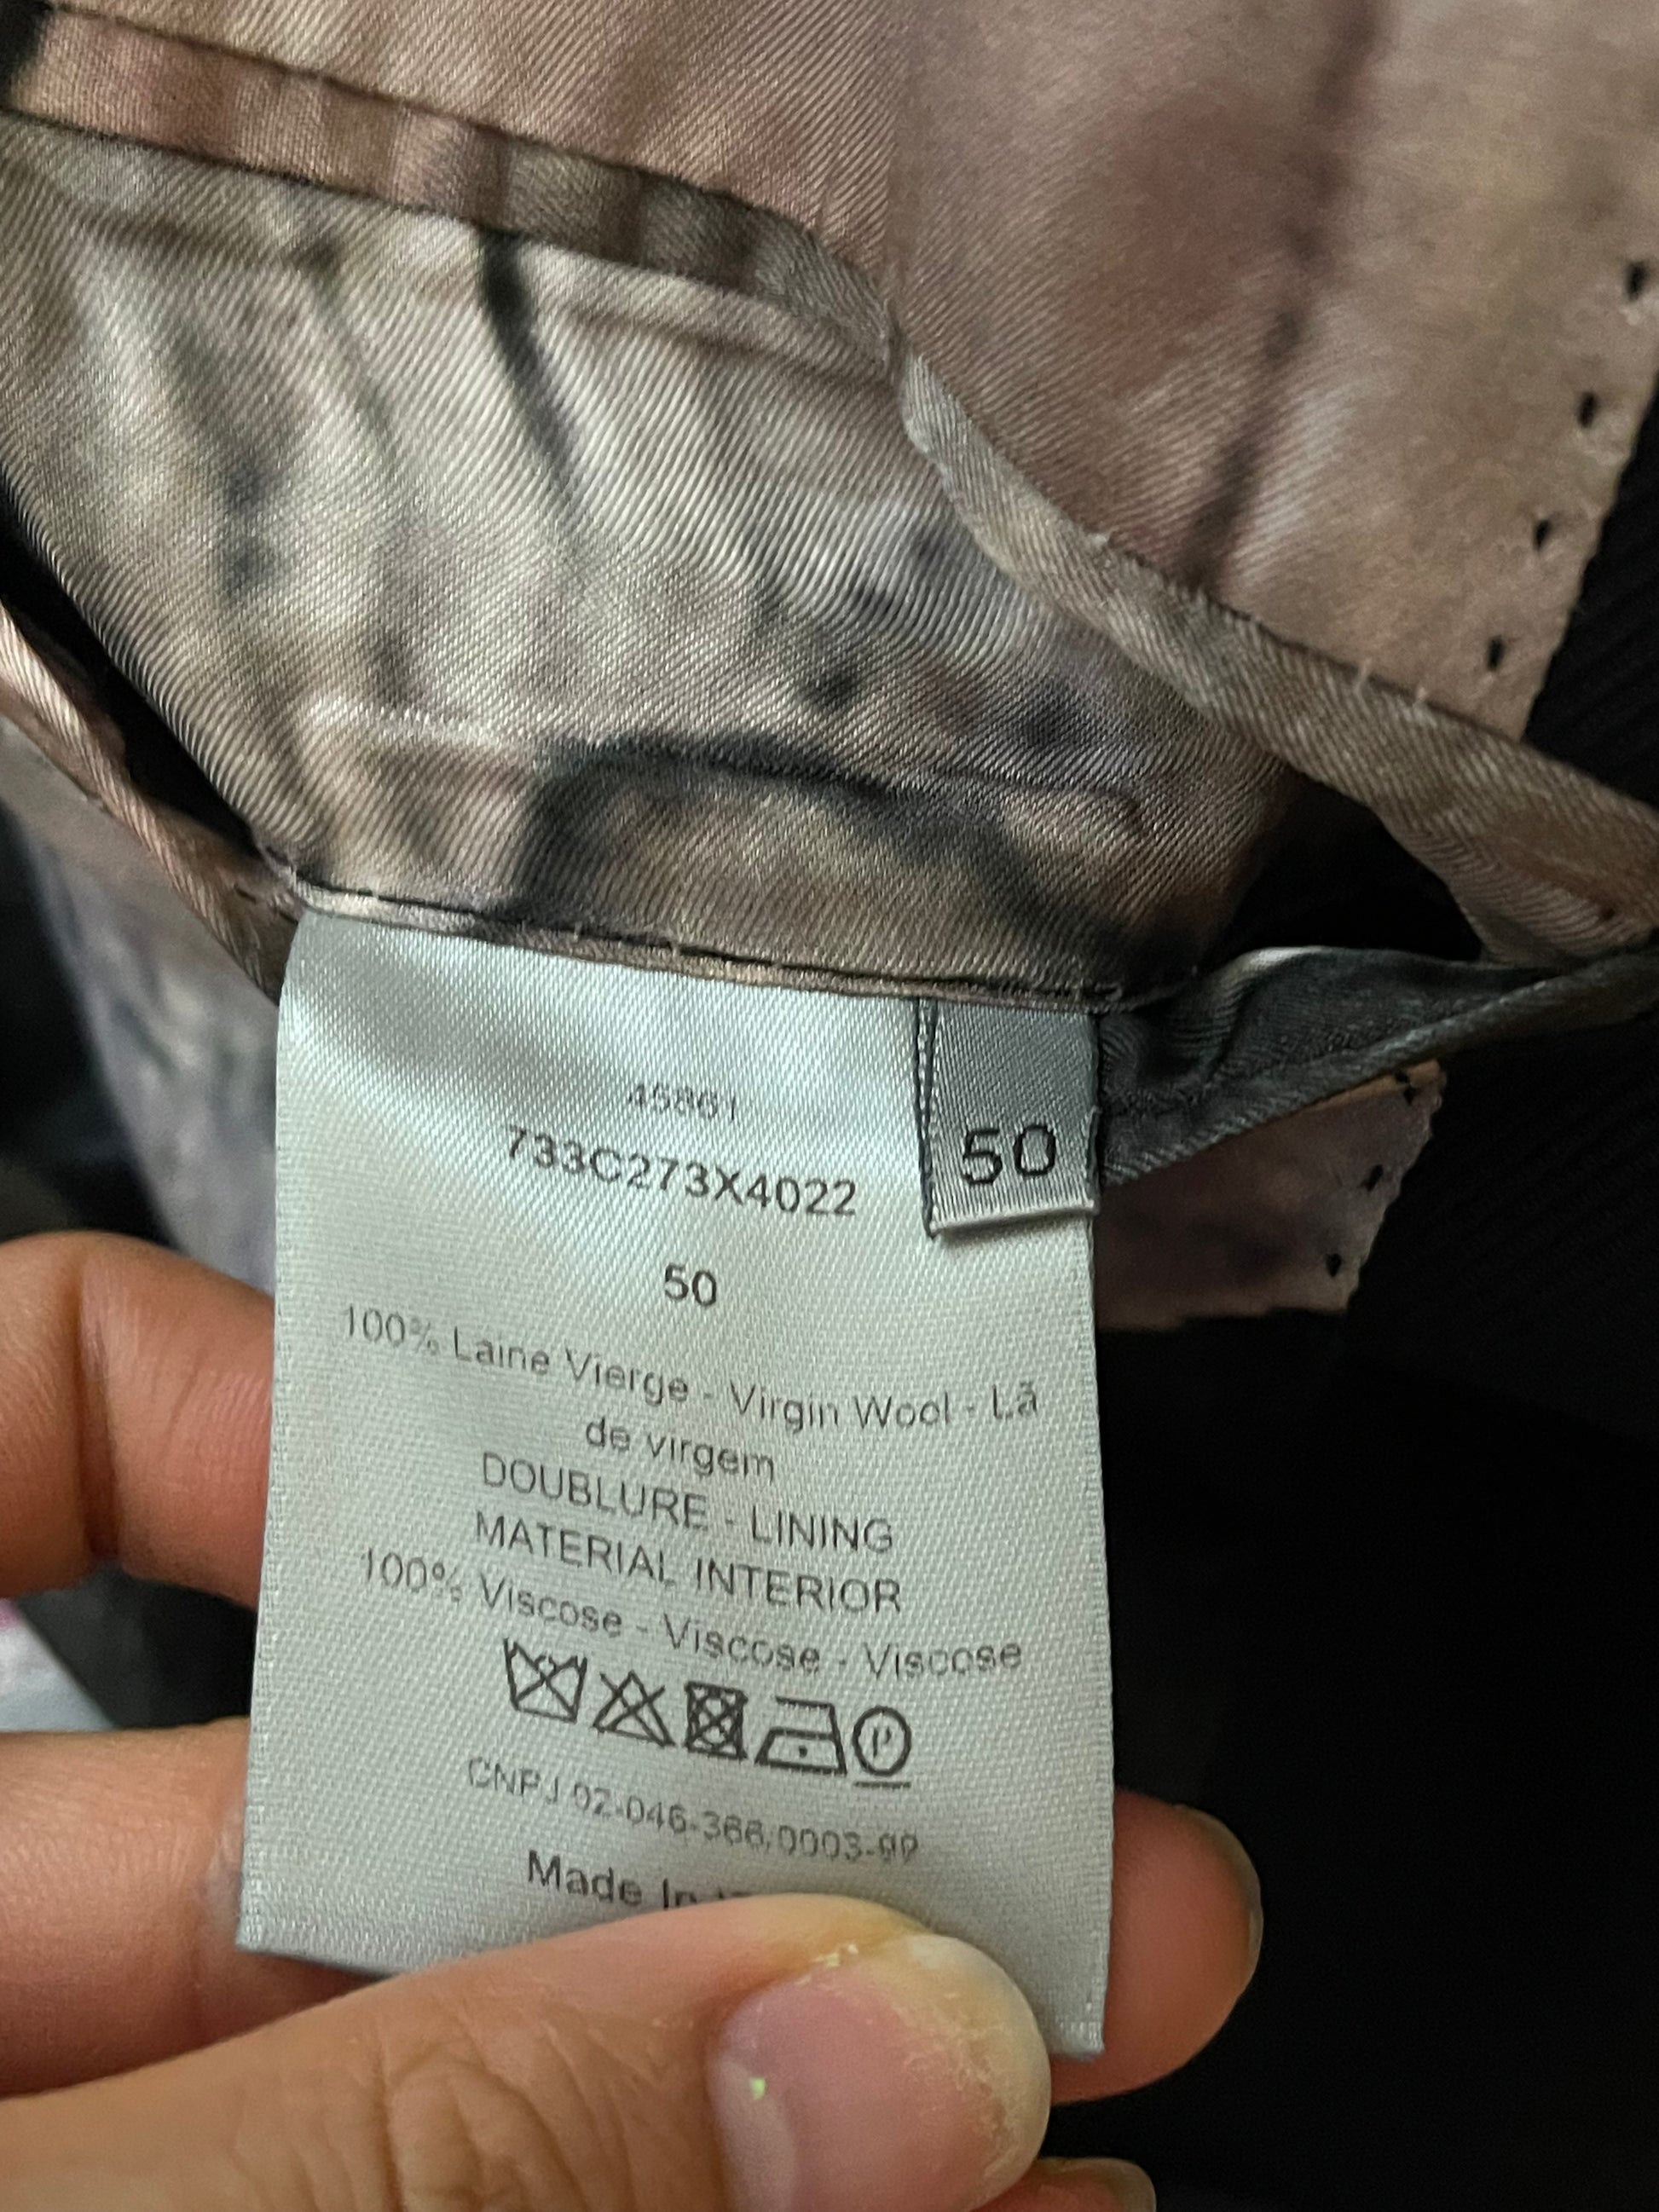 45861
733C273X4022
50
50
100% Laine Vierge - Virgin Wool - Lã
de virgem
DOUBLURE - LINING
MATERIAL INTERIOR
100% Viscose - Viscose - Viscose
P
CNPJ 02-046-366/0003-99
Made In